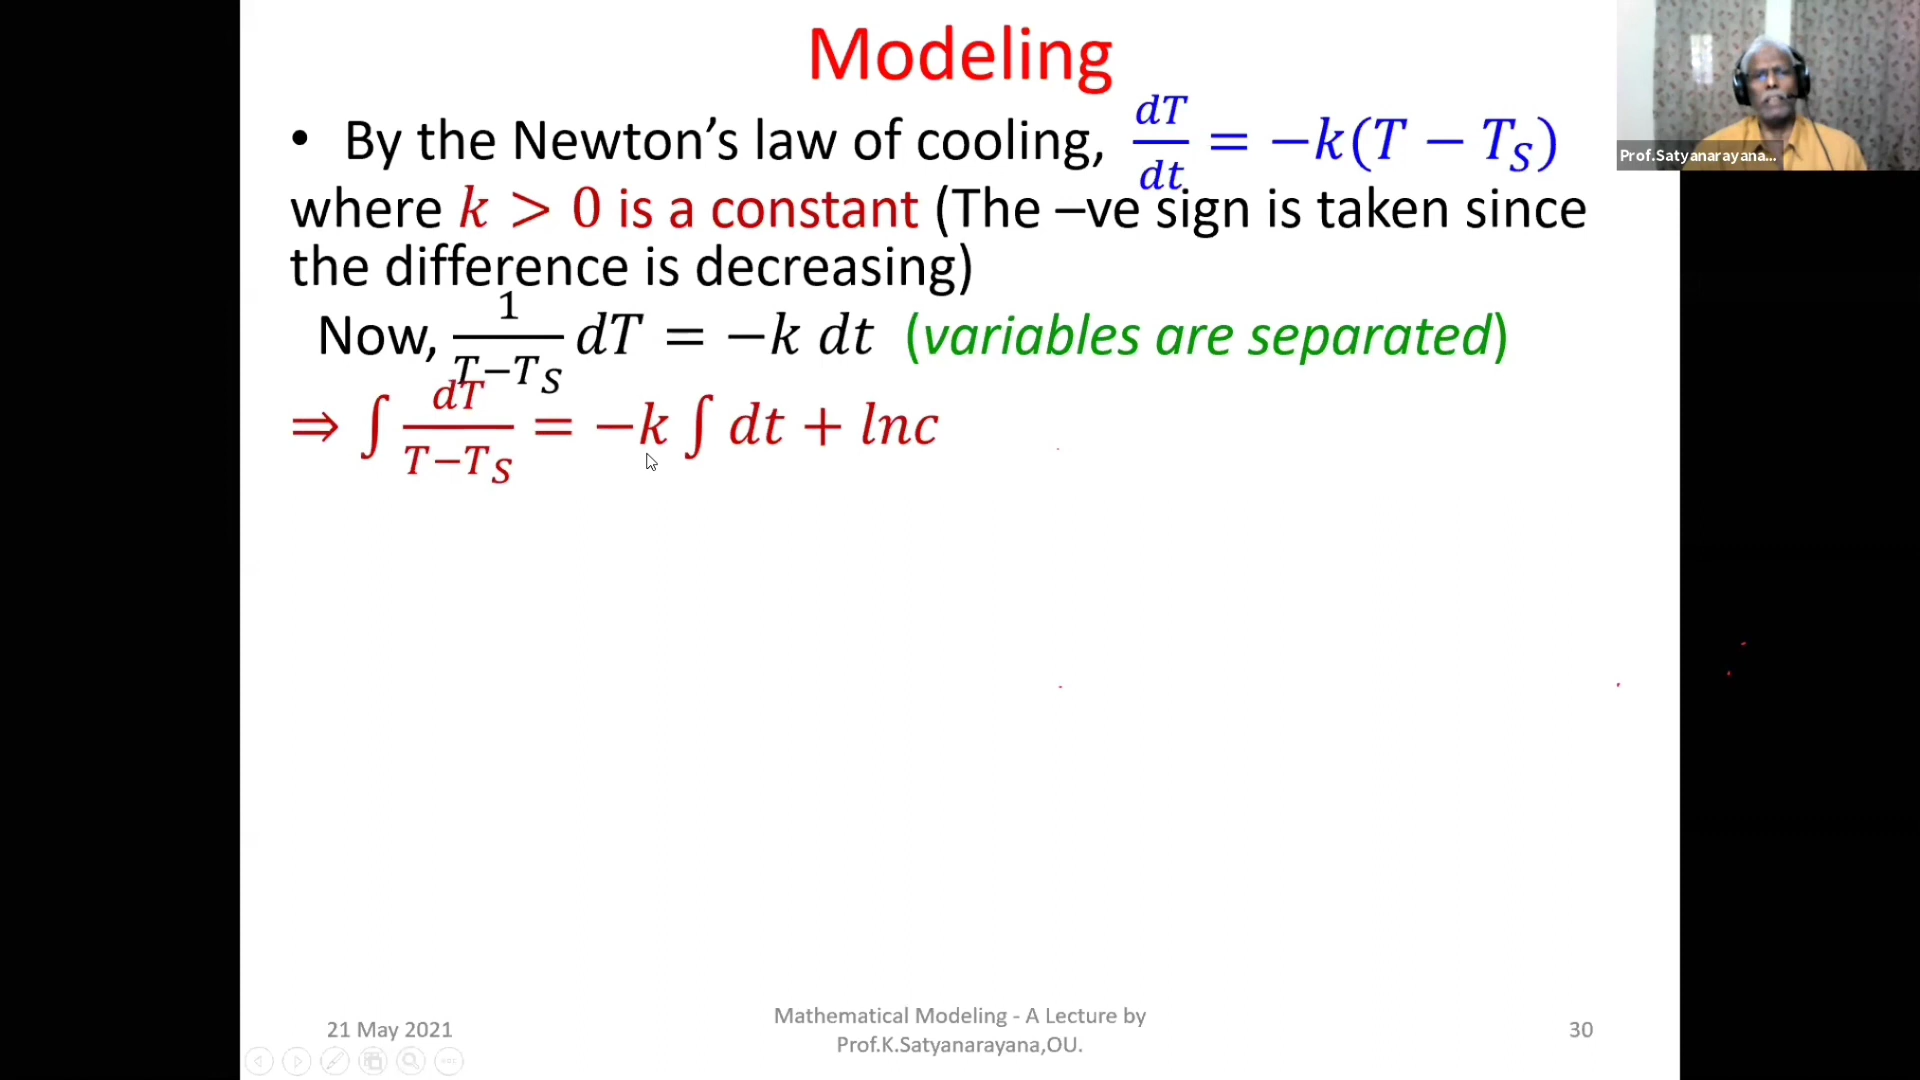 Modeling
• By the Newton’s law of cooling, dT/dt = −k(T − T_S)
where k > 0 is a constant (The –ve sign is taken since
the difference is decreasing)
Now, 1/(T−T_S) dT = −k dt (variables are separated)
⇒ ∫ dT/(T−T_S) = −k ∫ dt + lnc
Prof.Satyanarayana...
21 May 2021
Mathematical Modeling - A Lecture by
Prof.K.Satyanarayana,OU.
30